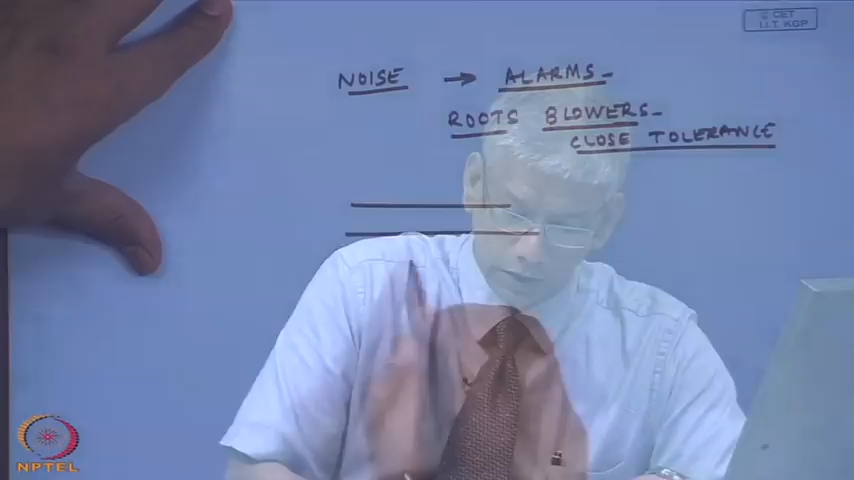 © CET
I.I.T. KGP
NOISE → ALARMS
ROOTS BLOWERS
CLOSE TOLERANCE
NPTEL